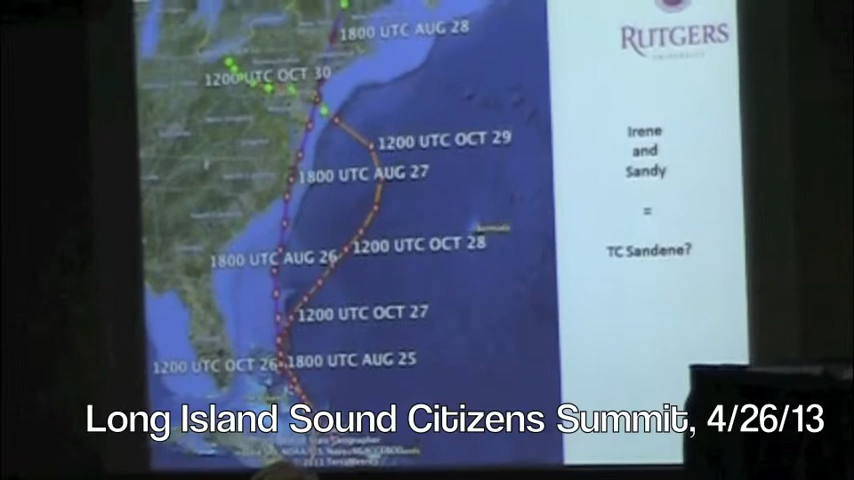 1800 UTC AUG 28
RUTGERS
UNIVERSITY
1200 UTC OCT 30
Irene
and
Sandy
=
TC Sandene?
1200 UTC OCT 29
1800 UTC AUG 27
Bermuda
1800 UTC AUG 26
1200 UTC OCT 28
1200 UTC OCT 27
1200 UTC OCT 26
1800 UTC AUG 25
Long Island Sound Citizens Summit, 4/26/13